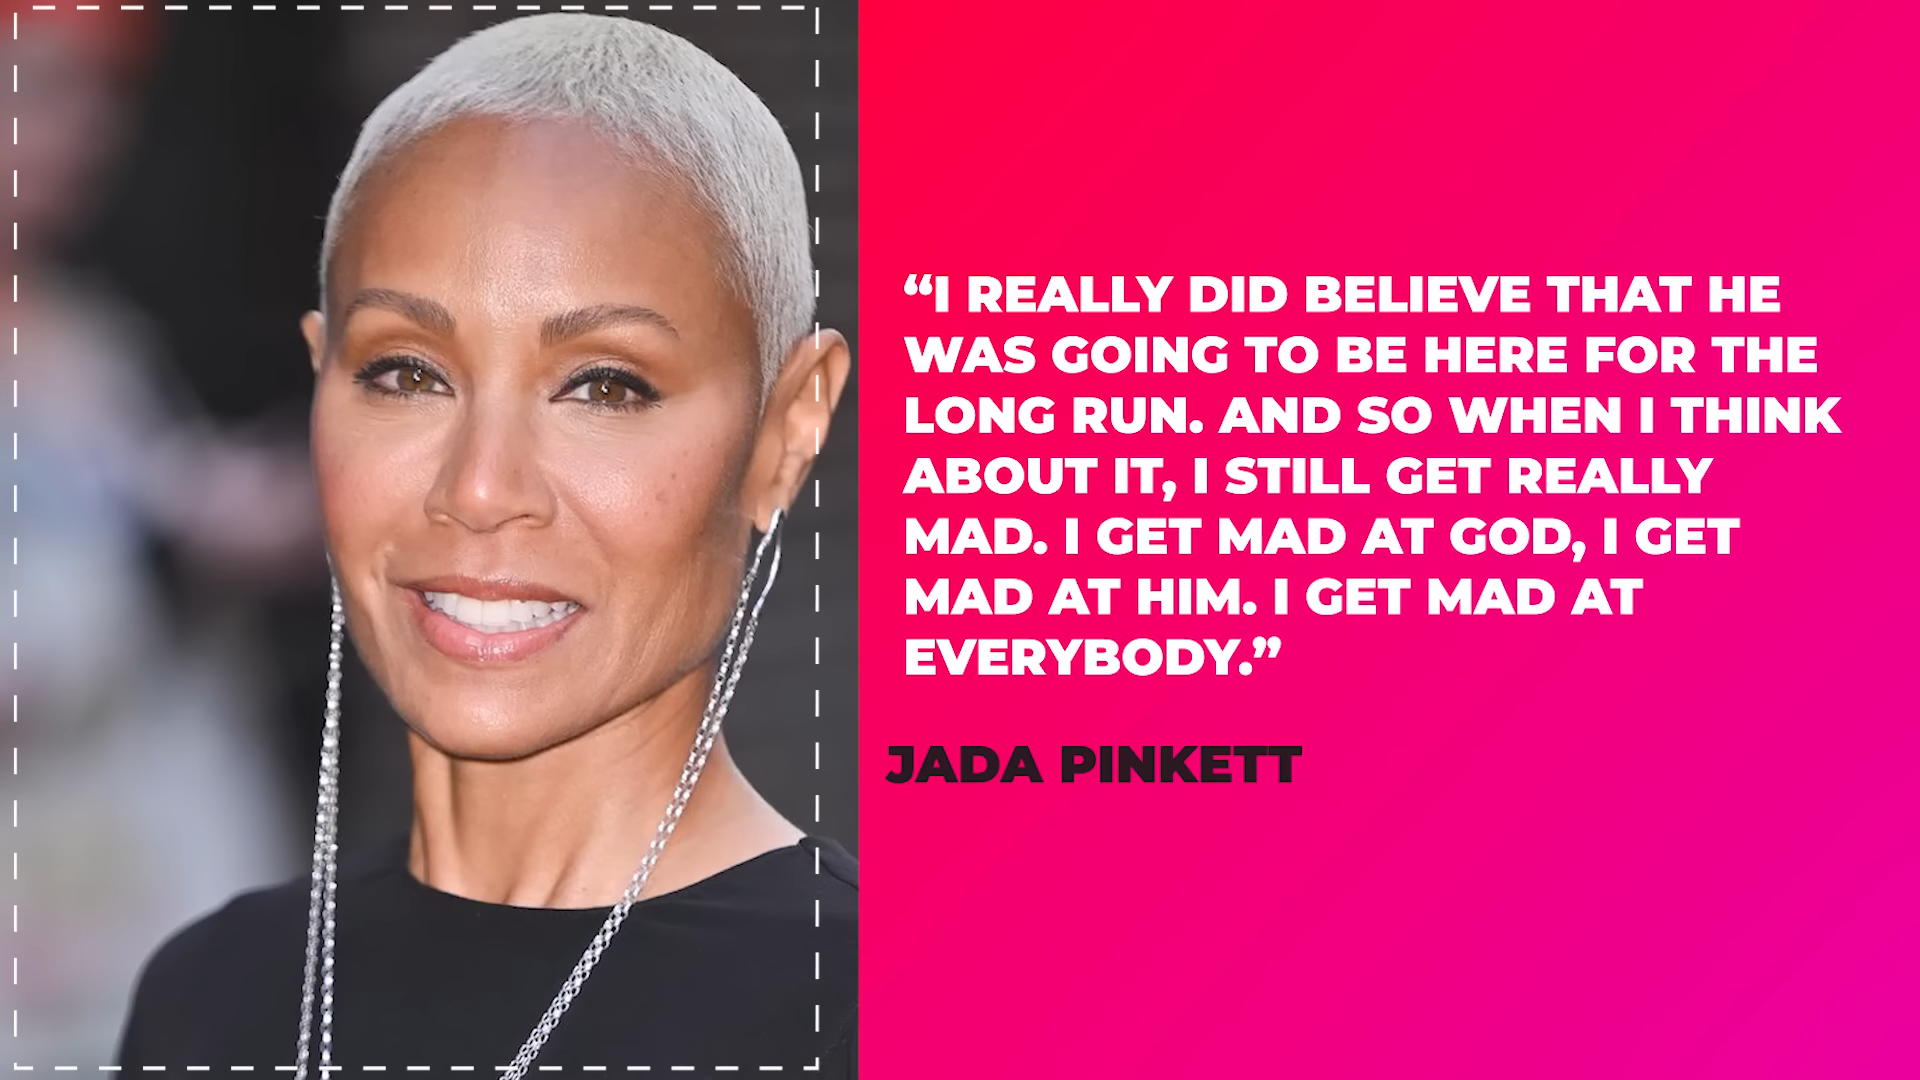 “I REALLY DID BELIEVE THAT HE
WAS GOING TO BE HERE FOR THE
LONG RUN. AND SO WHEN I THINK
ABOUT IT, I STILL GET REALLY
MAD. I GET MAD AT GOD, I GET
MAD AT HIM. I GET MAD AT
EVERYBODY.”
JADA PINKETT